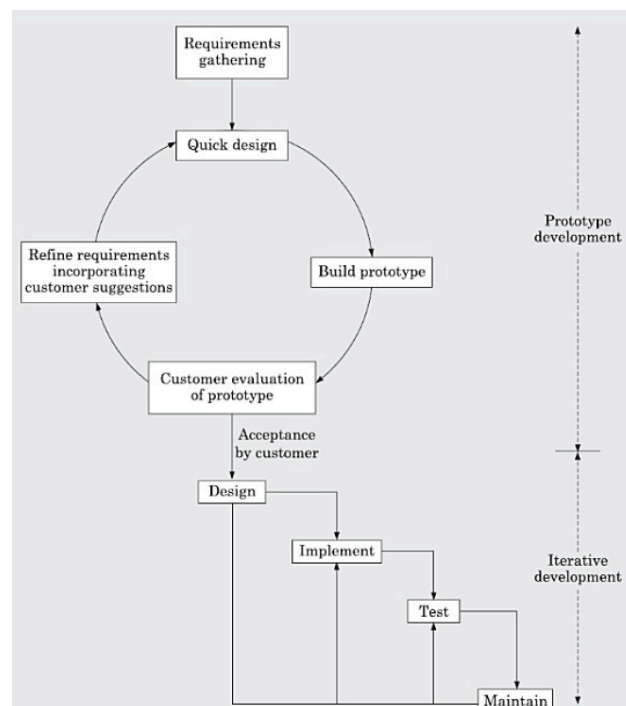 Requirements
gathering
Quick design
Refine requirements
incorporating
customer suggestions
Build prototype
Prototype
development
Customer evaluation
of prototype
Acceptance
by customer
Design
Implement
Iterative
development
Test
Maintain